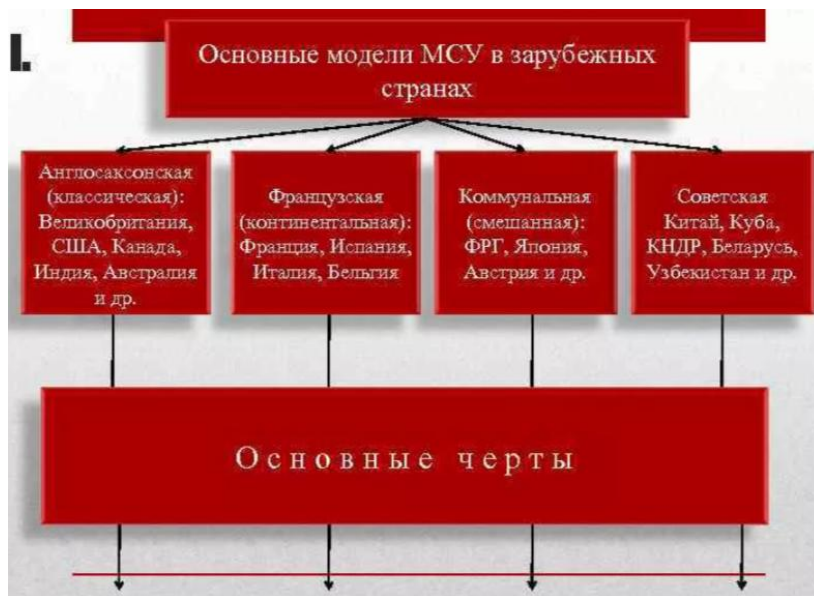 I.
Основные модели МСУ в зарубежных
странах
Англосаксонская
(классическая):
Великобритания,
США, Канада,
Индия, Австралия
и др.
Французская
(континентальная):
Франция, Испания,
Италия, Бельгия
Коммунальная
(смешанная):
ФРГ, Япония,
Австрия и др.
Советская
Китай, Куба,
КНДР, Беларусь,
Узбекистан и др.
Основные черты